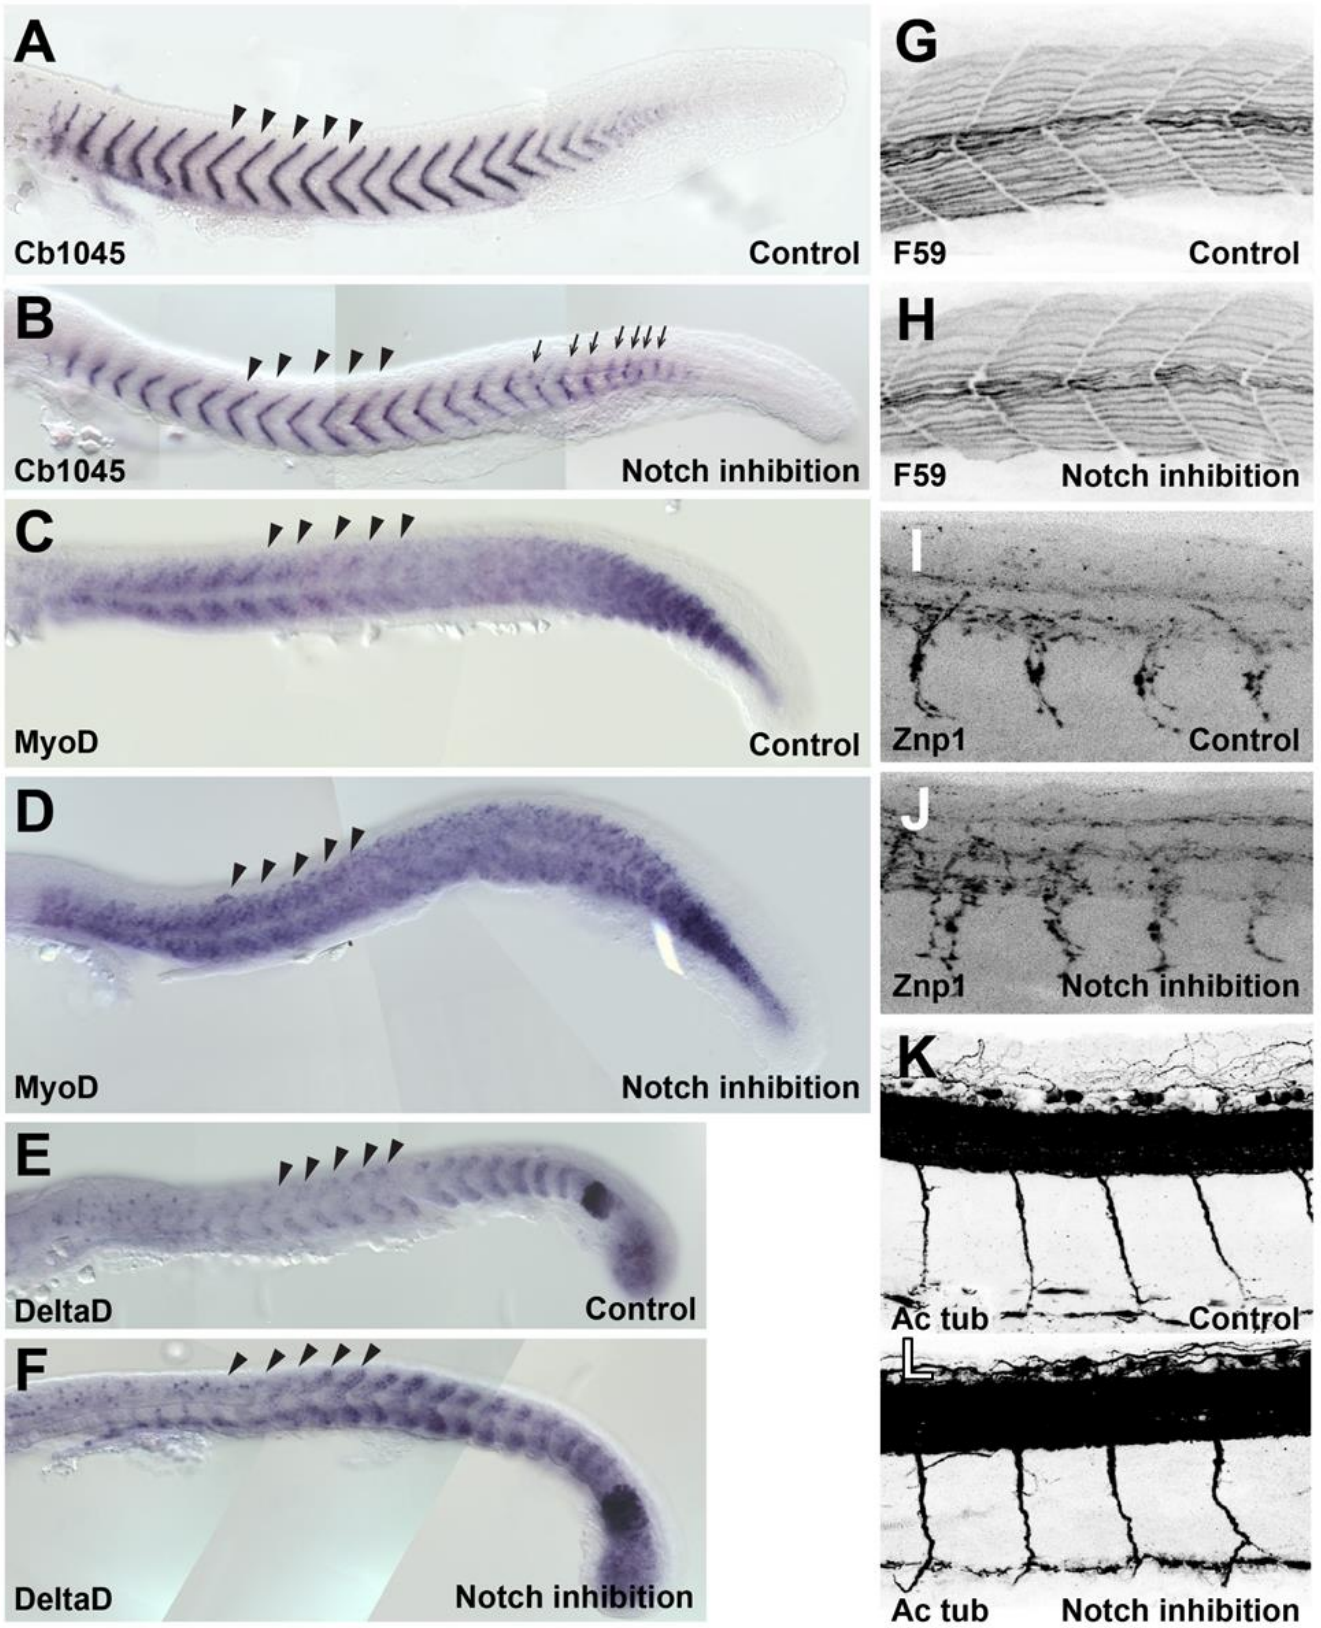 A
Cb1045 Control
B
Cb1045 Notch inhibition
C
MyoD Control
D
MyoD Notch inhibition
E
DeltaD Control
F
DeltaD Notch inhibition
G
F59 Control
H
F59 Notch inhibition
I
Znp1 Control
J
Znp1 Notch inhibition
K
Ac tub Control
L
Ac tub Notch inhibition